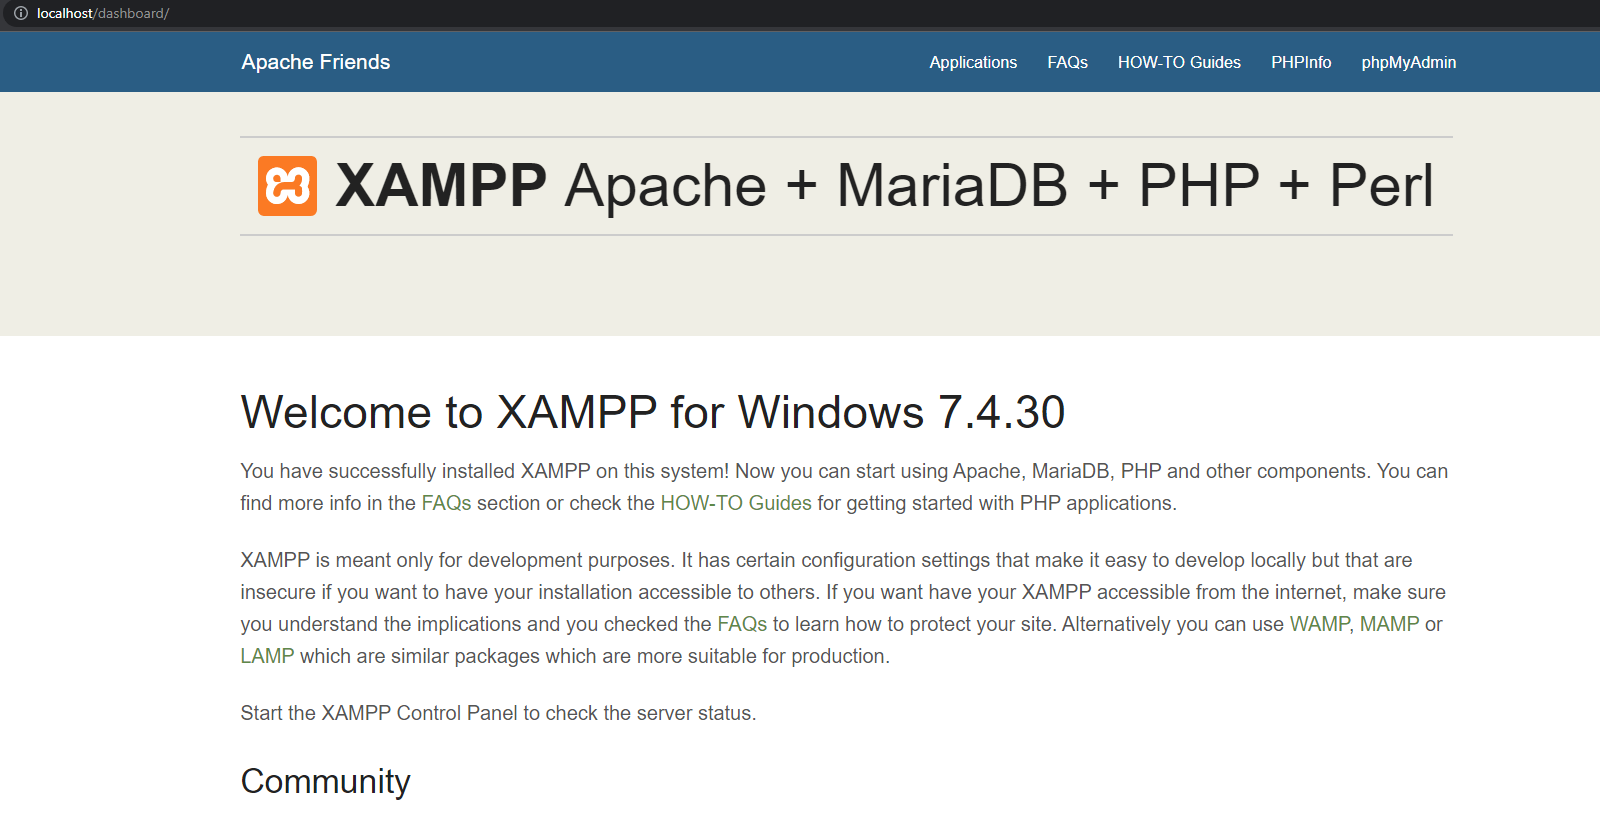 localhost/dashboard/
Apache Friends
Applications FAQs HOW-TO Guides PHPInfo phpMyAdmin
XAMPP Apache + MariaDB + PHP + Perl
Welcome to XAMPP for Windows 7.4.30
You have successfully installed XAMPP on this system! Now you can start using Apache, MariaDB, PHP and other components. You can
find more info in the FAQs section or check the HOW-TO Guides for getting started with PHP applications.
XAMPP is meant only for development purposes. It has certain configuration settings that make it easy to develop locally but that are
insecure if you want to have your installation accessible to others. If you want have your XAMPP accessible from the internet, make sure
you understand the implications and you checked the FAQs to learn how to protect your site. Alternatively you can use WAMP, MAMP or
LAMP which are similar packages which are more suitable for production.
Start the XAMPP Control Panel to check the server status.
Community